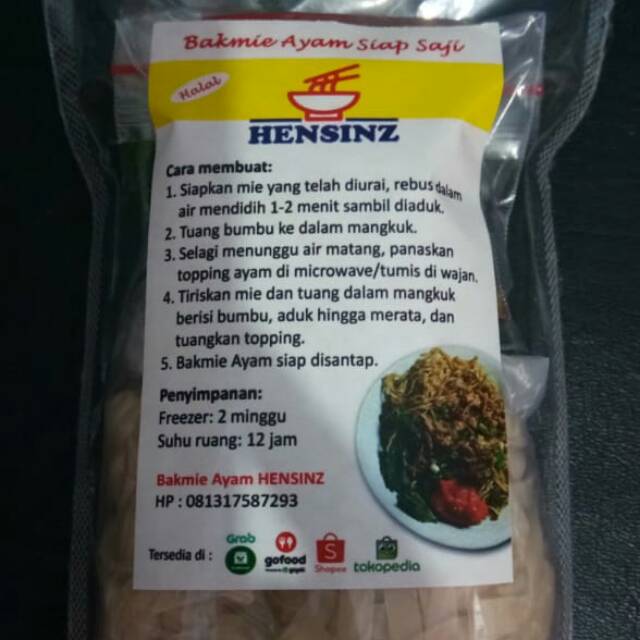 Bakmie Ayam Siap Saji
Halal
HENSINZ
Cara membuat:
1. Siapkan mie yang telah diurai, rebus dalam
air mendidih 1-2 menit sambil diaduk.
2. Tuang bumbu ke dalam mangkuk.
3. Selagi menunggu air matang, panaskan
topping ayam di microwave/tumis di wajan.
4. Tiriskan mie dan tuang dalam mangkuk
berisi bumbu, aduk hingga merata, dan
tuangkan topping.
5. Bakmie Ayam siap disantap.
Penyimpanan:
Freezer: 2 minggu
Suhu ruang: 12 jam
Bakmie Ayam HENSINZ
HP : 081317587293
Tersedia di :
Grab
gofood
gojek
Shopee
tokopedia